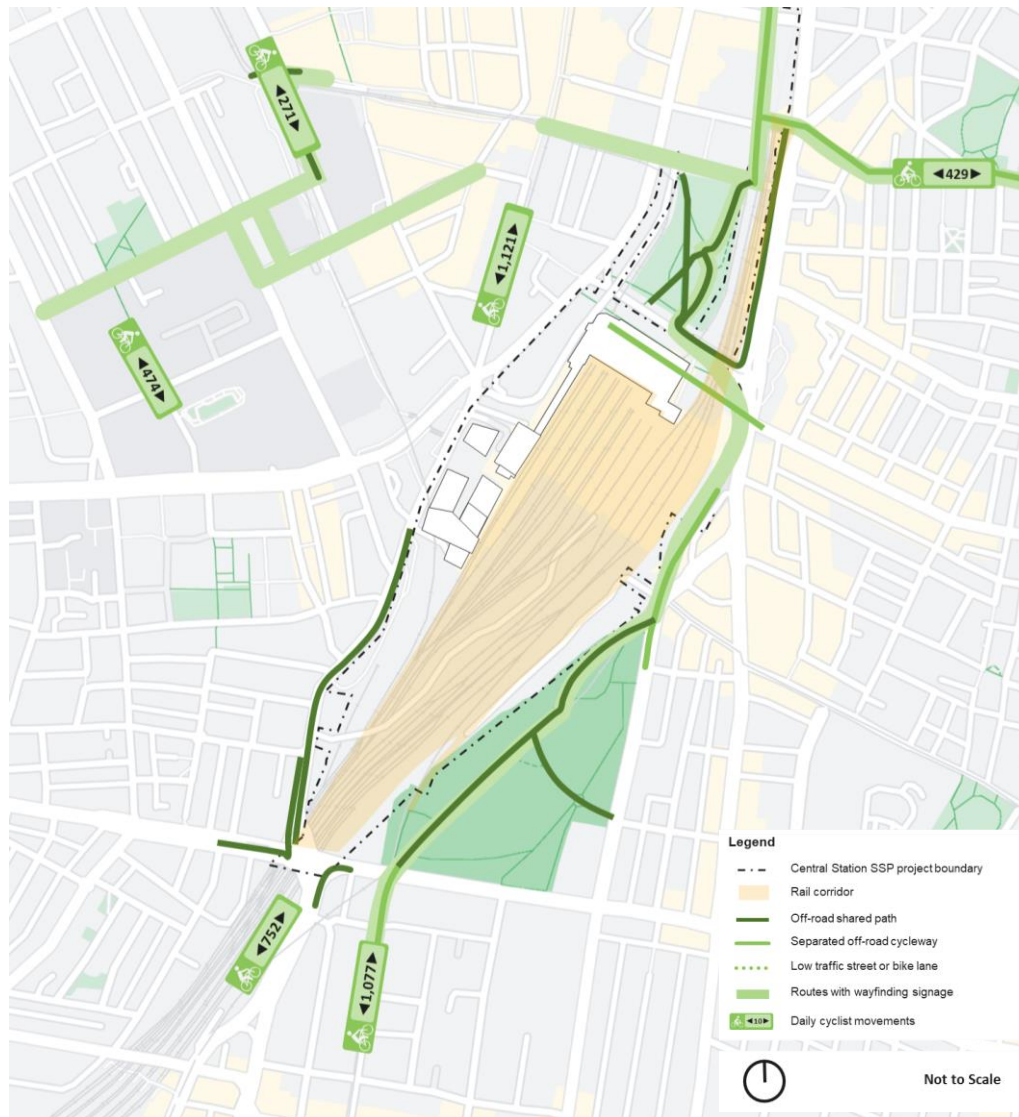 ◄271►
◄429►
◄1,121►
◄474►
◄752►
◄1,077►
Legend
Central Station SSP project boundary
Rail corridor
Off-road shared path
Separated off-road cycleway
Low traffic street or bike lane
Routes with wayfinding signage
◄10► Daily cyclist movements
Not to Scale